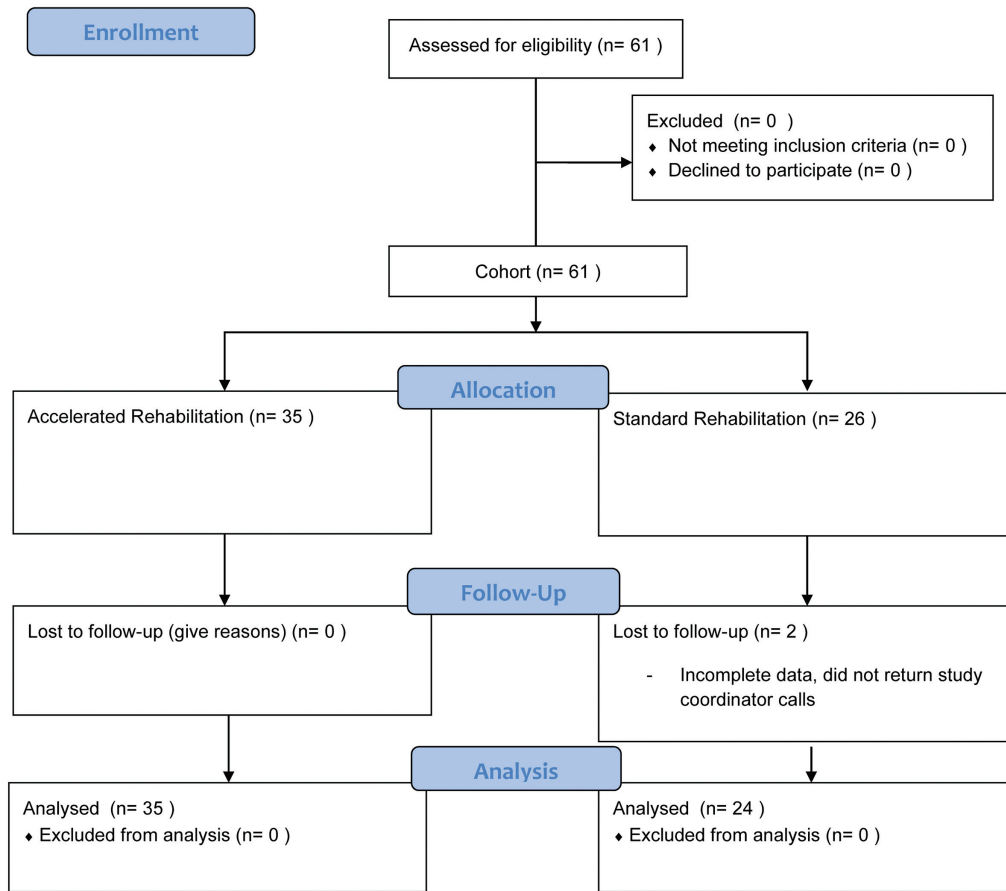 Enrollment
Assessed for eligibility (n= 61 )
Excluded (n= 0 )
♦ Not meeting inclusion criteria (n= 0 )
♦ Declined to participate (n= 0 )
Cohort (n= 61 )
Allocation
Accelerated Rehabilitation (n= 35 )
Standard Rehabilitation (n= 26 )
Follow-Up
Lost to follow-up (give reasons) (n= 0 )
Lost to follow-up (n= 2 )
- Incomplete data, did not return study
coordinator calls
Analysis
Analysed (n= 35 )
♦ Excluded from analysis (n= 0 )
Analysed (n= 24 )
♦ Excluded from analysis (n= 0 )